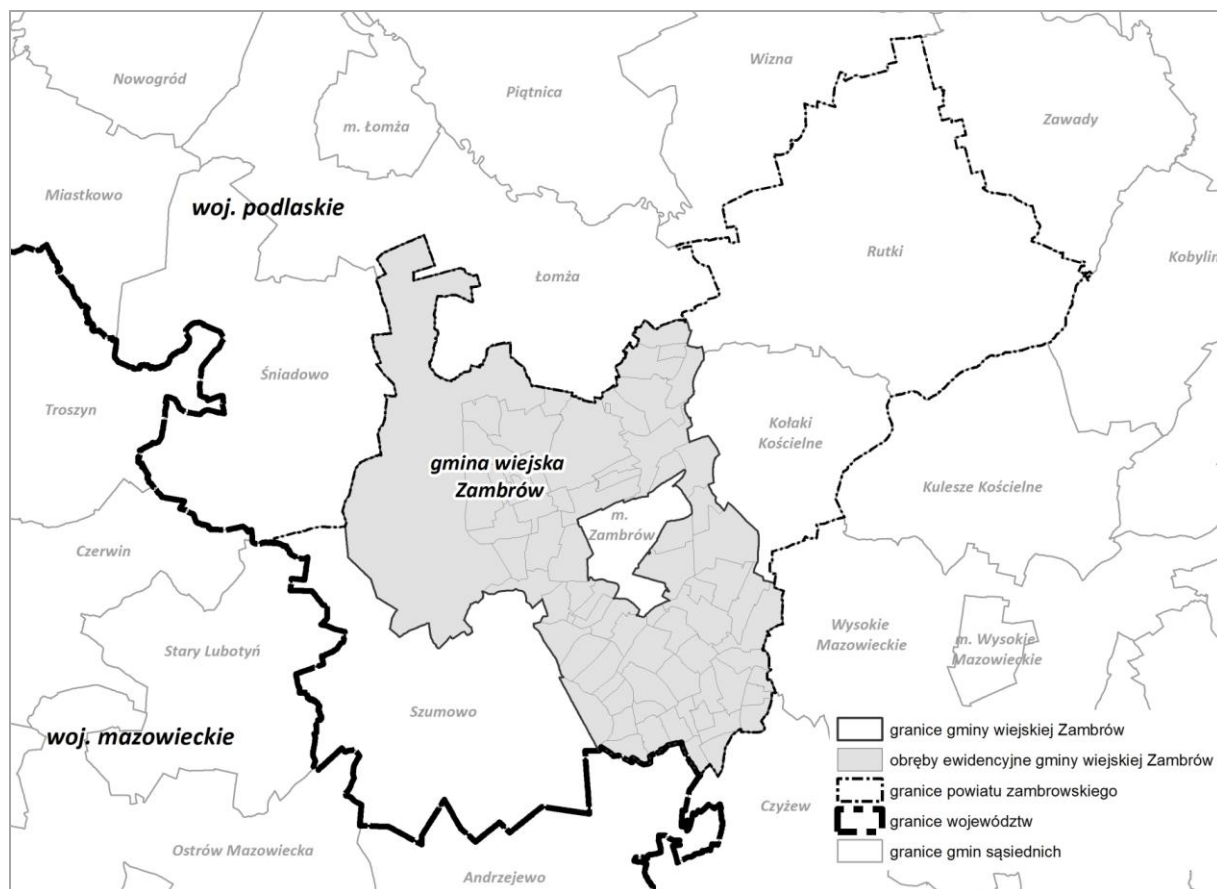 Nowogród
Piątnica
Wizna
m. Łomża
Zawady
Miastkowo
woj. podlaskie
Rutki
Kobylin
Łomża
Śniadowo
Troszyn
Kołaki
Kościelne
gmina wiejska
Zambrów
Kulesze Kościelne
m.
Zambrów
Czerwin
Wysokie
Mazowieckie
m. Wysokie
Mazowieckie
Stary Lubotyń
Szumowo
woj. mazowieckie
Czyżew
Ostrów Mazowiecka
Andrzejewo
granice gminy wiejskiej Zambrów
obręby ewidencyjne gminy wiejskiej Zambrów
granice powiatu zambrowskiego
granice województw
granice gmin sąsiednich